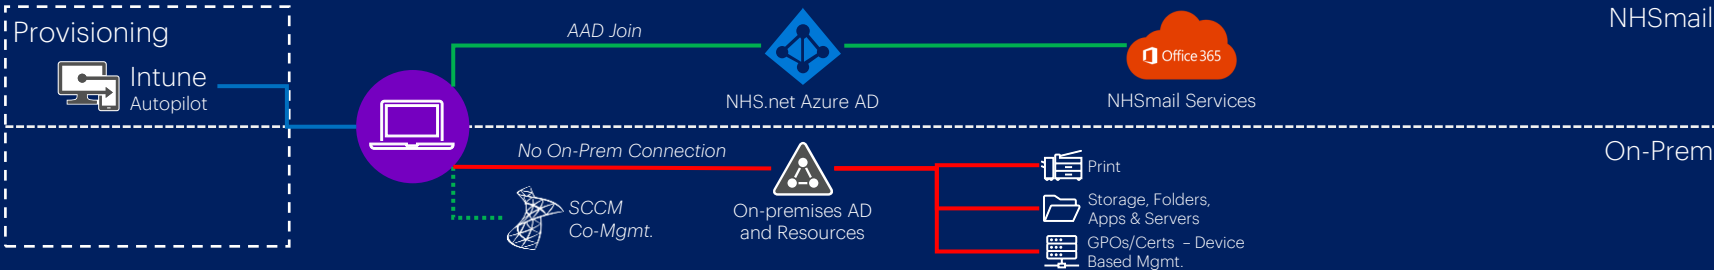 Provisioning
Intune
Autopilot
AAD Join
NHS.net Azure AD
Office 365
NHSmail Services
NHSmail
No On-Prem Connection
On-Prem
SCCM
Co-Mgmt.
On-premises AD
and Resources
Print
Storage, Folders,
Apps & Servers
GPOs/Certs – Device
Based Mgmt.